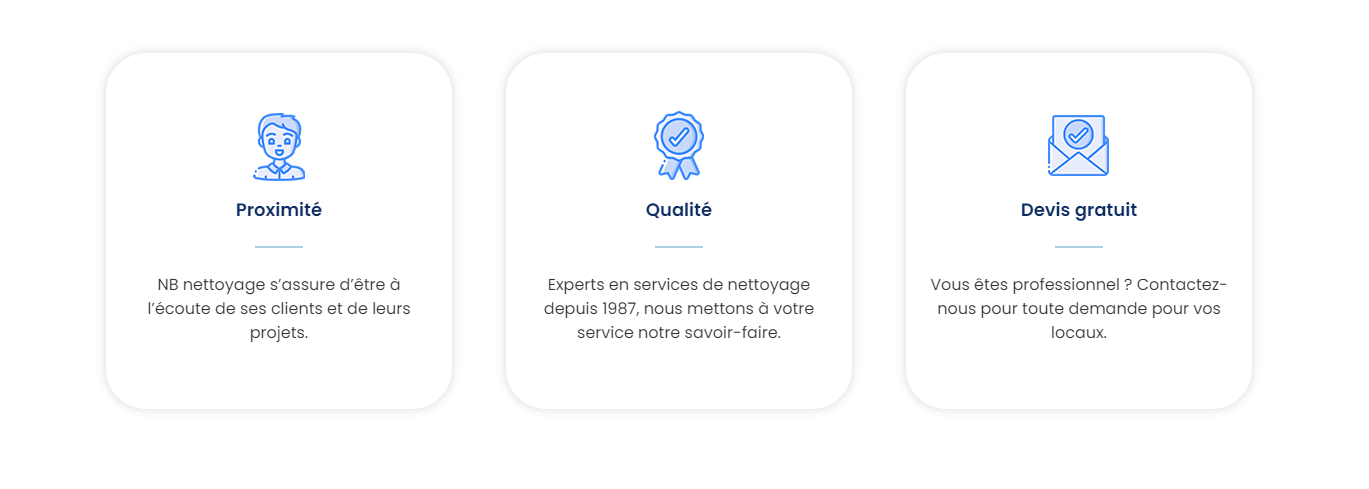 Proximité
NB nettoyage s’assure d’être à
l’écoute de ses clients et de leurs
projets.
Qualité
Experts en services de nettoyage
depuis 1987, nous mettons à votre
service notre savoir-faire.
Devis gratuit
Vous êtes professionnel ? Contactez-
nous pour toute demande pour vos
locaux.